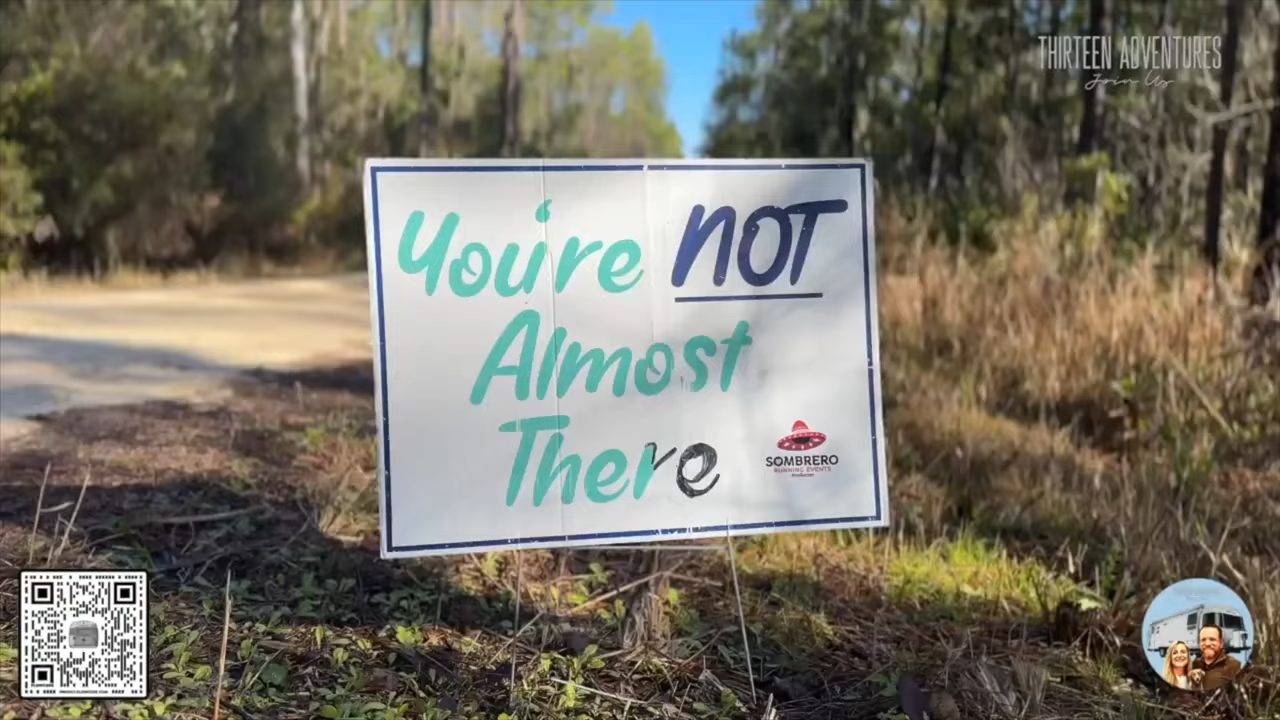 THIRTEEN ADVENTURES
Join Us
You're NOT
Almost
There
SOMBRERO
RUNNING EVENTS